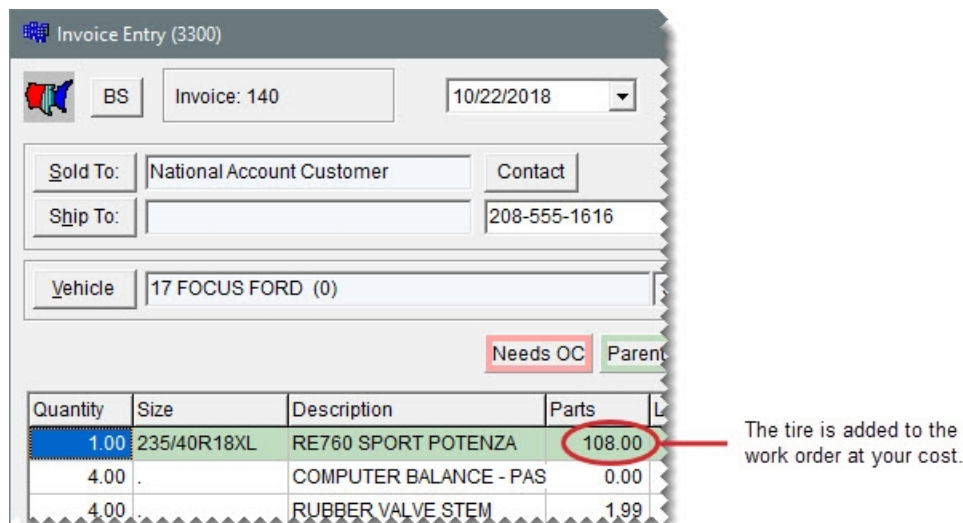 Invoice Entry (3300)
BS Invoice: 140 10/22/2018
Sold To: National Account Customer Contact
Ship To: 208-555-1616
Vehicle 17 FOCUS FORD (0)
Needs OC Parent
Quantity Size Description Parts L
1.00 235/40R18XL RE760 SPORT POTENZA 108.00
4.00 . COMPUTER BALANCE - PAS 0.00
4.00 . RUBBER VALVE STEM 1.99
The tire is added to the
work order at your cost.